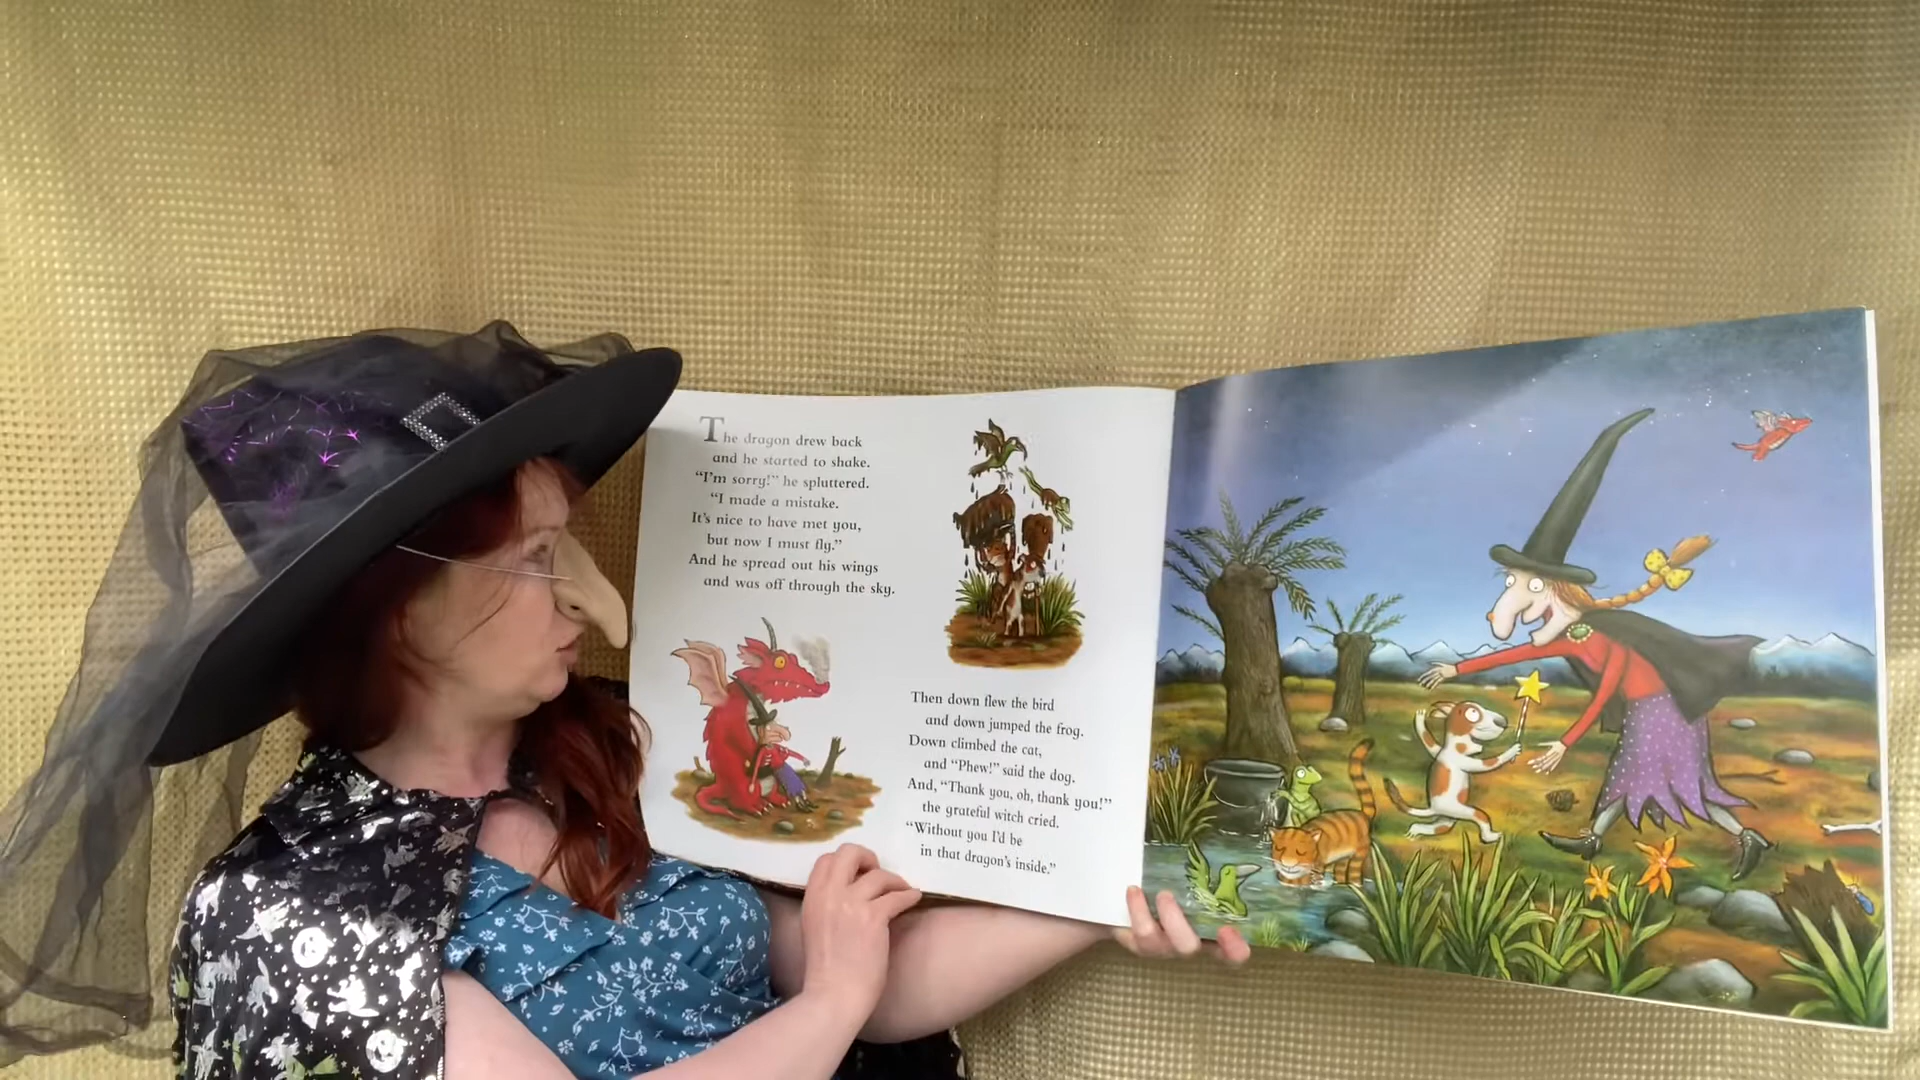 The dragon drew back
and he started to shake.
“I’m sorry!” he spluttered.
“I made a mistake.
It’s nice to have met you,
but now I must fly.”
And he spread out his wings
and was off through the sky.
Then down flew the bird
and down jumped the frog.
Down climbed the cat,
and “Phew!” said the dog.
And, “Thank you, oh, thank you!”
the grateful witch cried.
“Without you I’d be
in that dragon’s inside.”